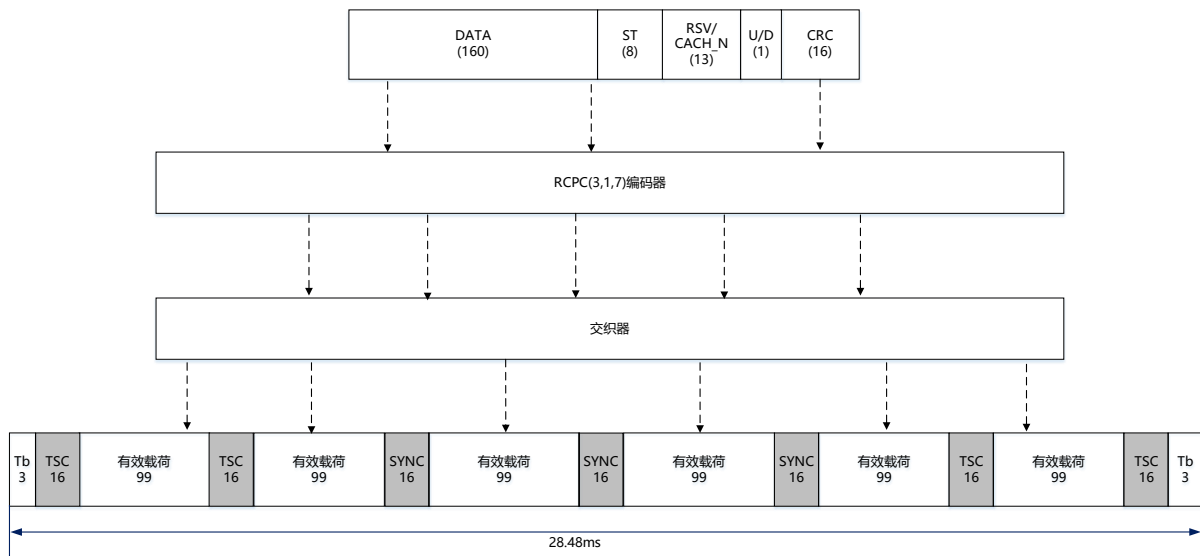 DATA
(160)
ST
(8)
RSV/
CACH_N
(13)
U/D
(1)
CRC
(16)
RCPC(3,1,7)编码器
交织器
Tb
3
TSC
16
有效载荷
99
TSC
16
有效载荷
99
SYNC
16
有效载荷
99
SYNC
16
有效载荷
99
SYNC
16
有效载荷
99
TSC
16
有效载荷
99
TSC
16
Tb
3
28.48ms